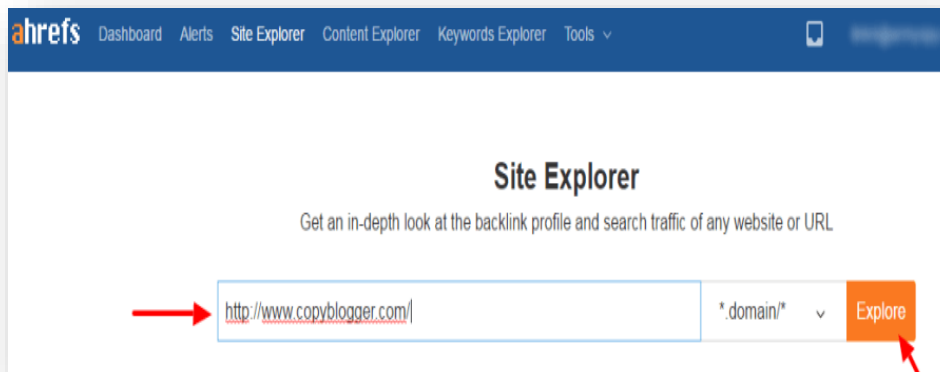 ahrefs Dashboard Alerts Site Explorer Content Explorer Keywords Explorer Tools
Site Explorer
Get an in-depth look at the backlink profile and search traffic of any website or URL
http://www.copyblogger.com/ *.domain/* Explore